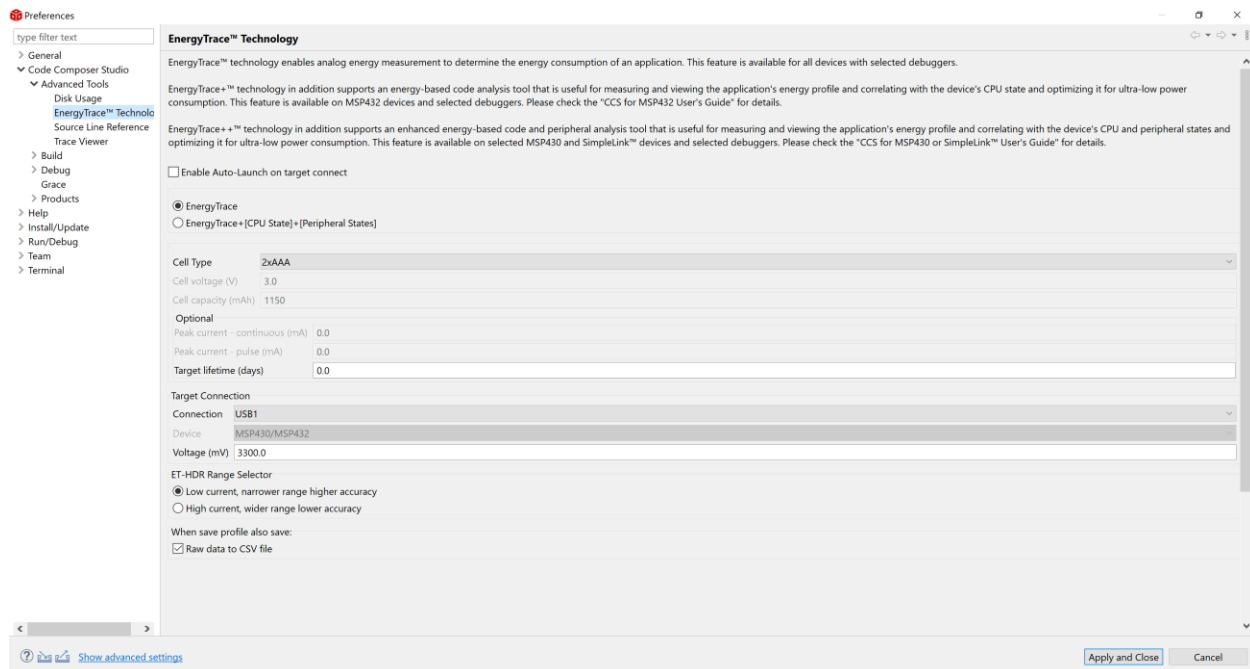 Preferences
type filter text
General
Code Composer Studio
Advanced Tools
Disk Usage
EnergyTrace™ Technolo
Source Line Reference
Trace Viewer
Build
Debug
Grace
Products
Help
Install/Update
Run/Debug
Team
Terminal
EnergyTrace™ Technology
EnergyTrace™ technology enables analog energy measurement to determine the energy consumption of an application. This feature is available for all devices with selected debuggers.
EnergyTrace+™ technology in addition supports an energy-based code analysis tool that is useful for measuring and viewing the application's energy profile and correlating with the device's CPU state and optimizing it for ultra-low power
consumption. This feature is available on MSP432 devices and selected debuggers. Please check the "CCS for MSP432 User's Guide" for details.
EnergyTrace++™ technology in addition supports an enhanced energy-based code and peripheral analysis tool that is useful for measuring and viewing the application's energy profile and correlating with the device's CPU and peripheral states and
optimizing it for ultra-low power consumption. This feature is available on selected MSP430 and SimpleLink™ devices and selected debuggers. Please check the "CCS for MSP430 or SimpleLink™ User's Guide" for details.
Enable Auto-Launch on target connect
EnergyTrace
EnergyTrace+[CPU State]+[Peripheral States]
Cell Type 2xAAA
Cell voltage (V) 3.0
Cell capacity (mAh) 1150
Optional
Peak current - continuous (mA) 0.0
Peak current - pulse (mA) 0.0
Target lifetime (days) 0.0
Target Connection
Connection USB1
Device MSP430/MSP432
Voltage (mV) 3300.0
ET-HDR Range Selector
Low current, narrower range higher accuracy
High current, wider range lower accuracy
When save profile also save:
Raw data to CSV file
Show advanced settings
Apply and Close
Cancel